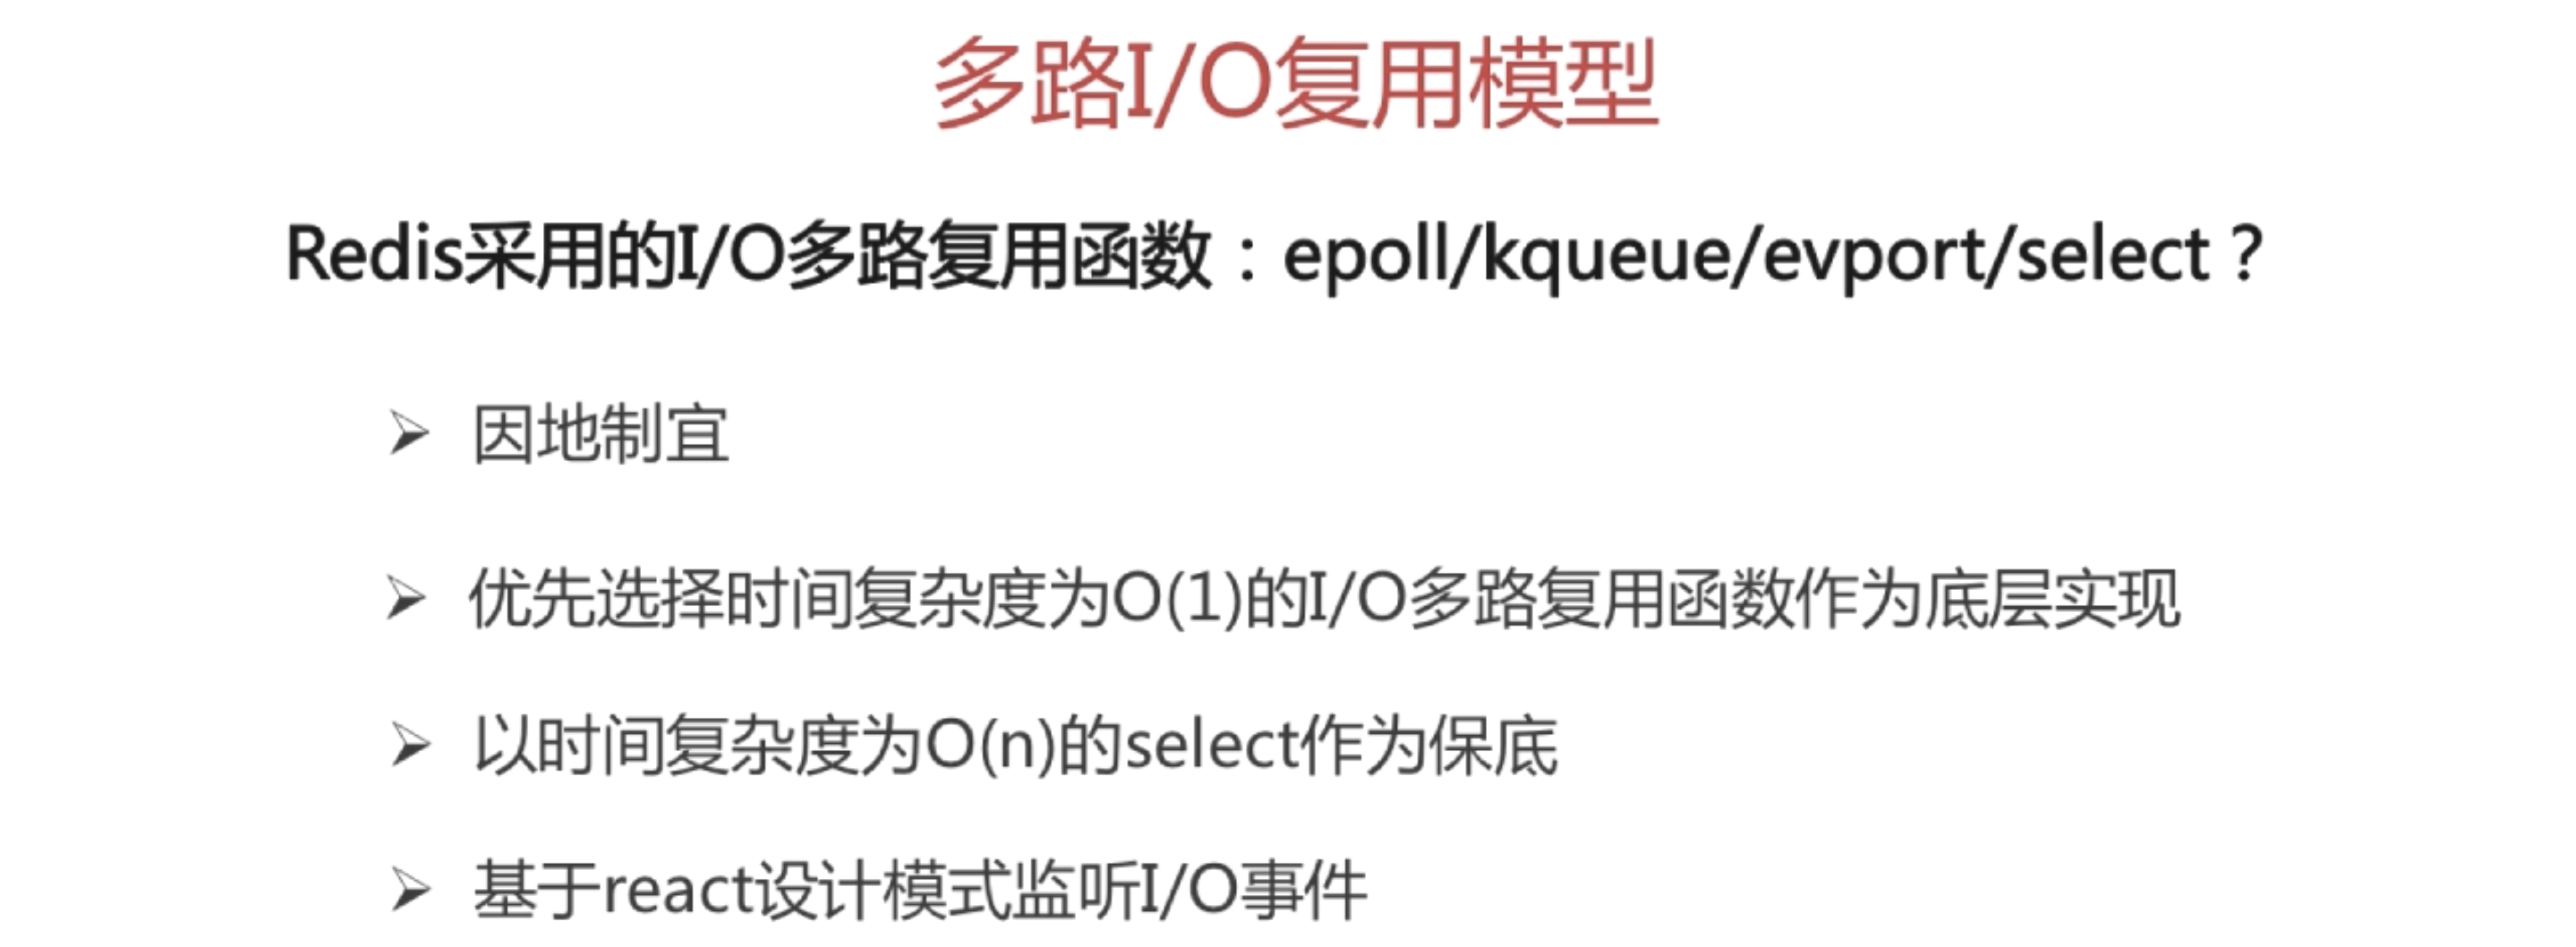 多路I/O复用模型
Redis采用的I/O多路复用函数：epoll/kqueue/evport/select？
因地制宜
优先选择时间复杂度为O(1)的I/O多路复用函数作为底层实现
以时间复杂度为O(n)的select作为保底
基于react设计模式监听I/O事件